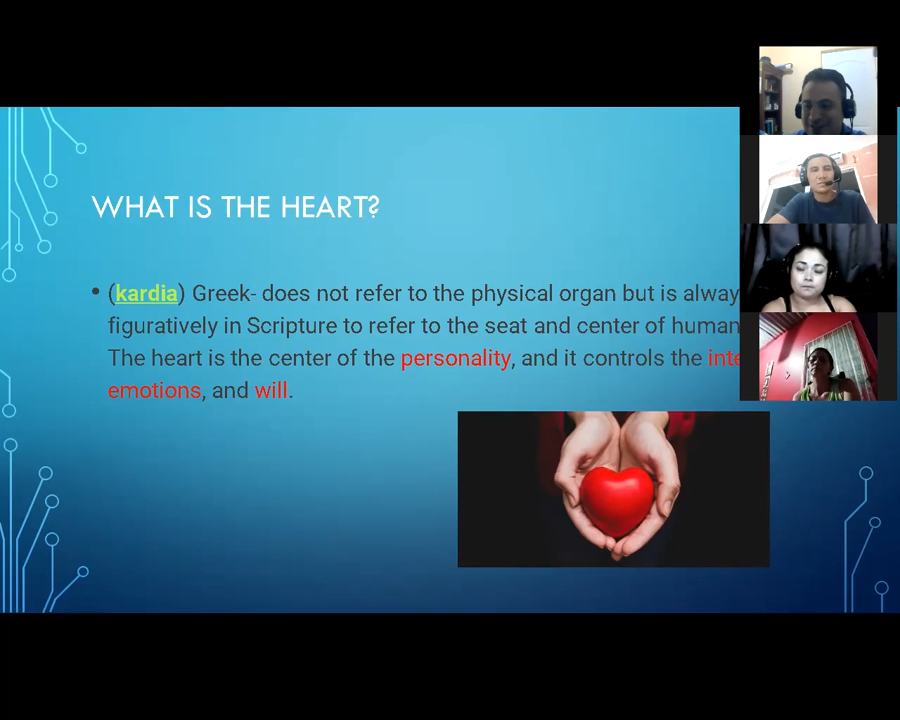 WHAT IS THE HEART?
• (kardia) Greek- does not refer to the physical organ but is alway
figuratively in Scripture to refer to the seat and center of human
The heart is the center of the personality, and it controls the inte
emotions, and will.